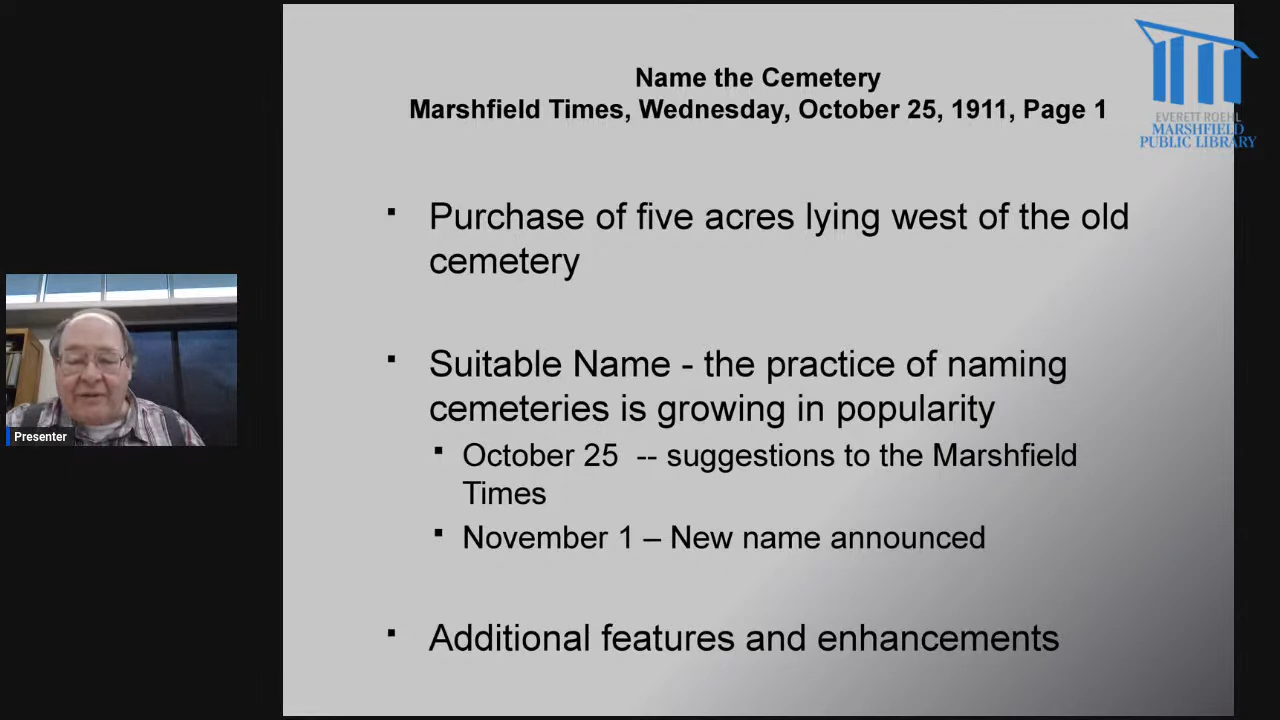 Name the Cemetery
Marshfield Times, Wednesday, October 25, 1911, Page 1
EVERETT ROEHL
MARSHFIELD
PUBLIC LIBRARY
▪ Purchase of five acres lying west of the old
cemetery
▪ Suitable Name - the practice of naming
cemeteries is growing in popularity
▪ October 25 -- suggestions to the Marshfield
Times
▪ November 1 – New name announced
▪ Additional features and enhancements
Presenter